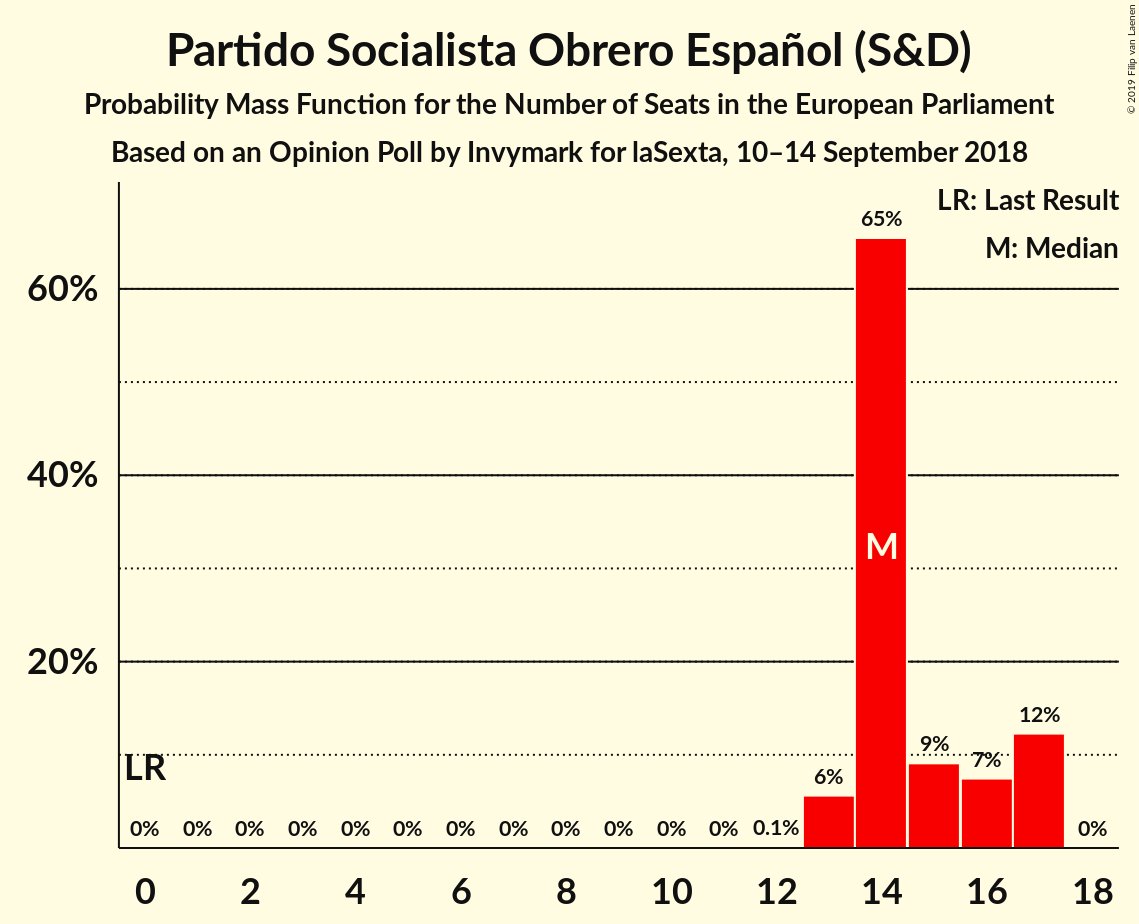 Partido Socialista Obrero Español (S&D)
Probability Mass Function for the Number of Seats in the European Parliament
Based on an Opinion Poll by Invymark for laSexta, 10–14 September 2018
© 2019 Filip van Laenen
LR: Last Result
M: Median
60%
40%
20%
65%
M
LR
0% 0% 0% 0% 0% 0% 0% 0% 0% 0% 0% 0% 0.1% 6% 9% 7% 12% 0%
0 2 4 6 8 10 12 14 16 18